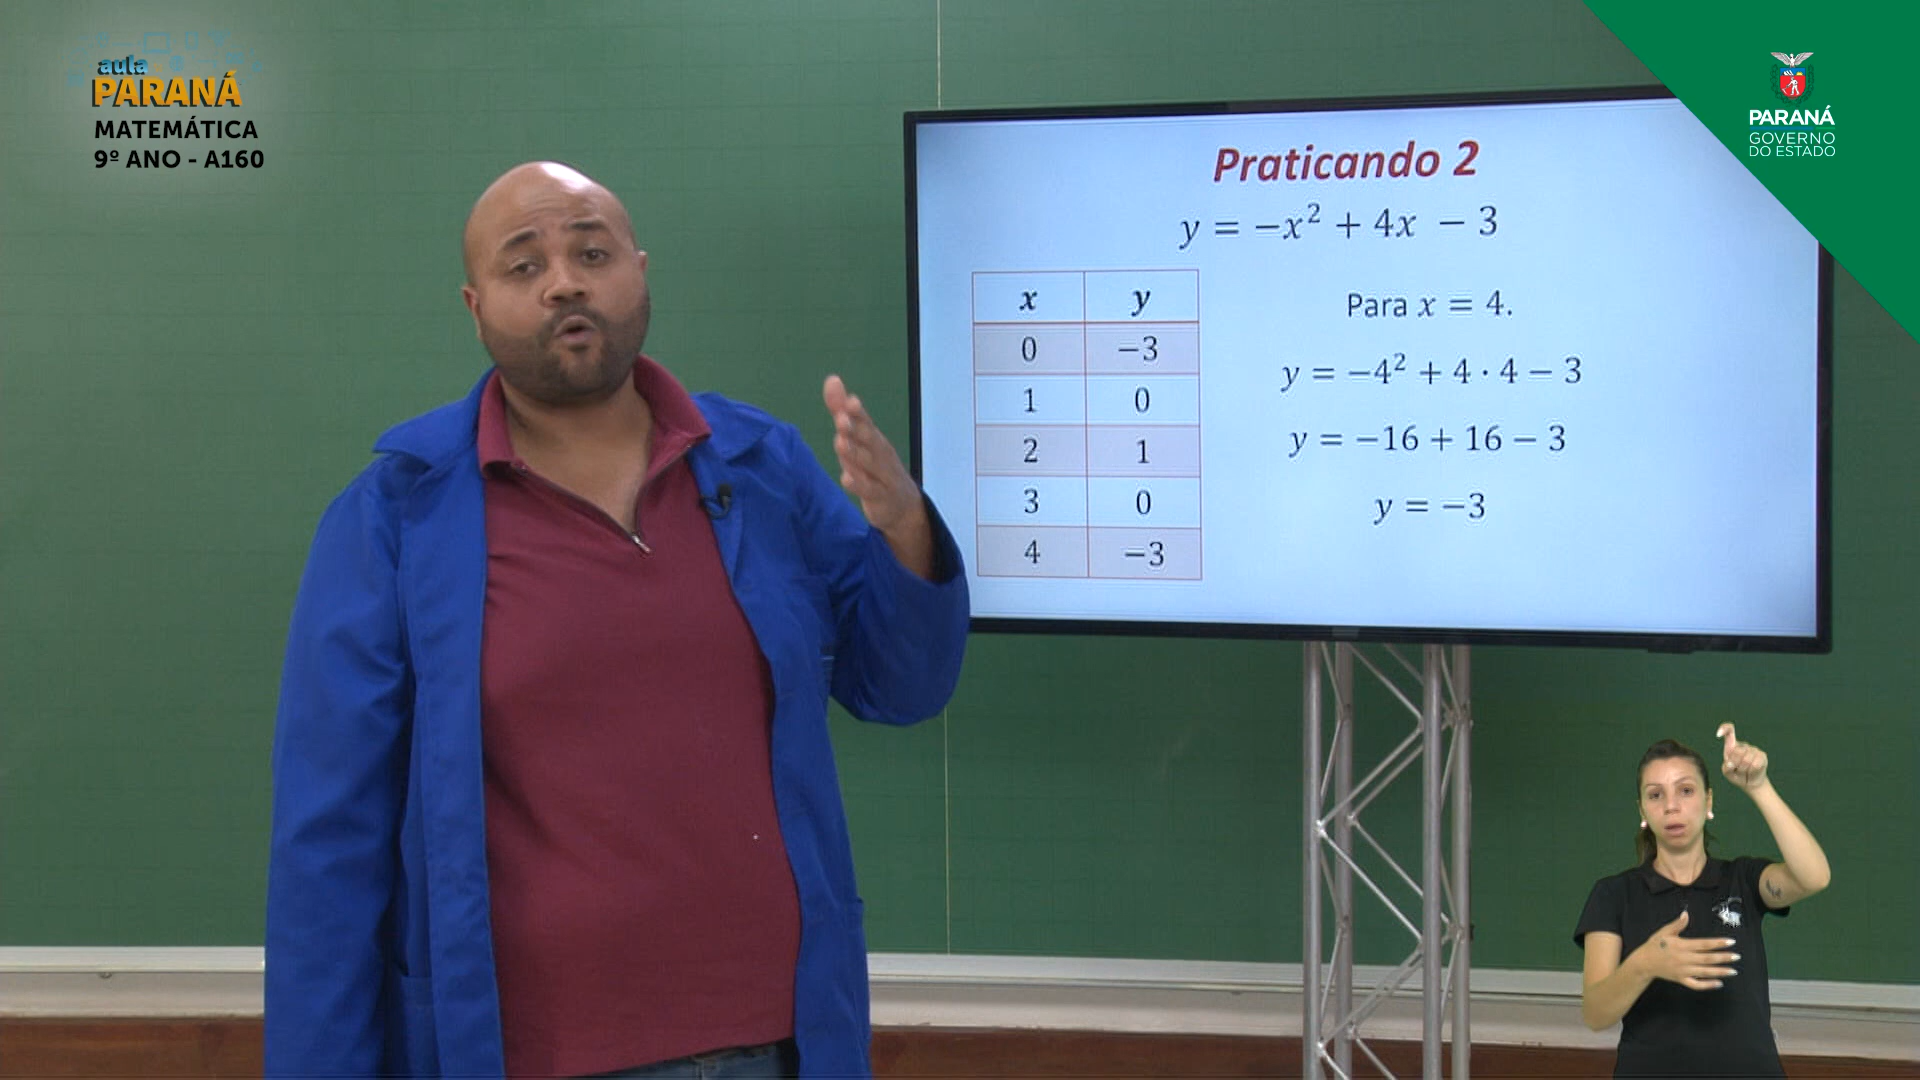 aula
PARANÁ
MATEMÁTICA
9º ANO - A160
PARANÁ
GOVERNO
DO ESTADO
Praticando 2
y = −x² + 4x − 3
x y
0 −3
1 0
2 1
3 0
4 −3
Para x = 4.
y = −4² + 4 · 4 − 3
y = −16 + 16 − 3
y = −3